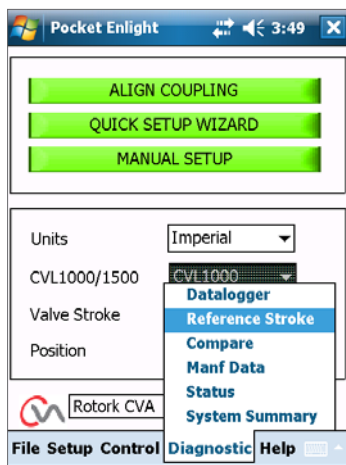 Pocket Enlight 3:49
ALIGN COUPLING
QUICK SETUP WIZARD
MANUAL SETUP
Units Imperial
CVL1000/1500 CVL1000
Valve Stroke
Position
Datalogger
Reference Stroke
Compare
Manf Data
Status
System Summary
Rotork CVA
File Setup Control Diagnostic Help